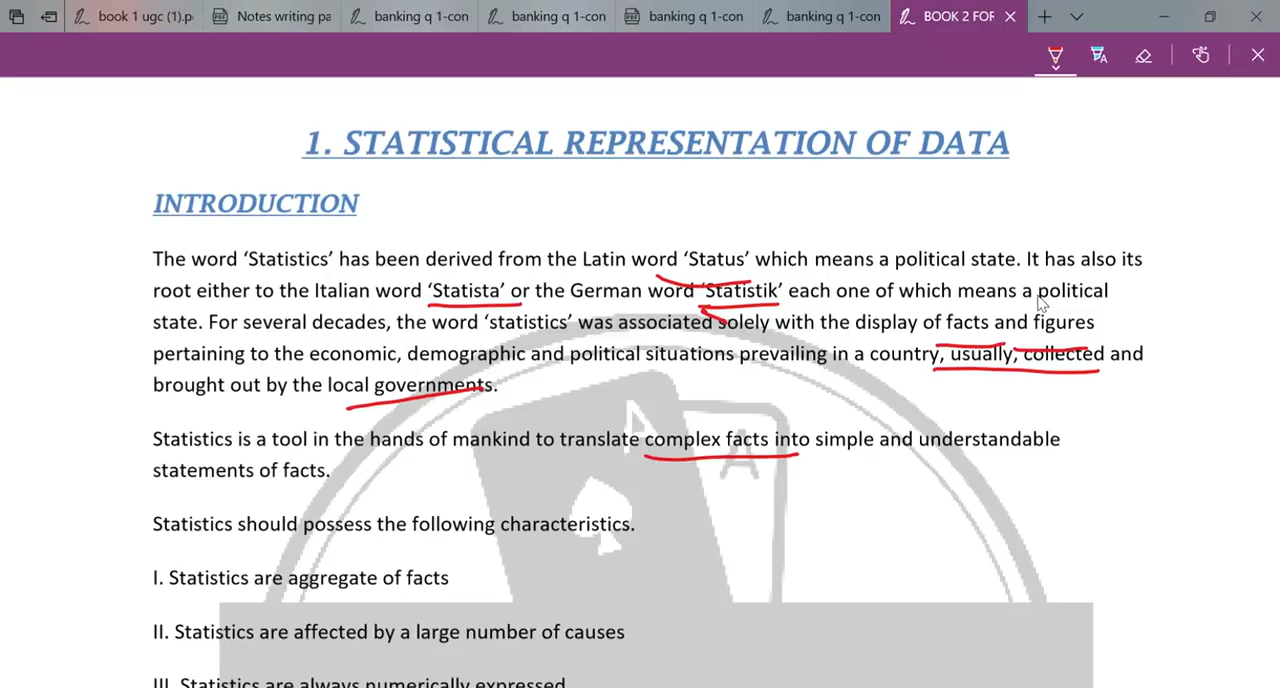 book 1 ugc (1).p
Notes writing pa
banking q 1-con
banking q 1-con
banking q 1-con
banking q 1-con
BOOK 2 FOR
1. STATISTICAL REPRESENTATION OF DATA
INTRODUCTION
The word ‘Statistics’ has been derived from the Latin word ‘Status’ which means a political state. It has also its
root either to the Italian word ‘Statista’ or the German word ‘Statistik’ each one of which means a political
state. For several decades, the word ‘statistics’ was associated solely with the display of facts and figures
pertaining to the economic, demographic and political situations prevailing in a country, usually, collected and
brought out by the local governments.
Statistics is a tool in the hands of mankind to translate complex facts into simple and understandable
statements of facts.
Statistics should possess the following characteristics.
I. Statistics are aggregate of facts
II. Statistics are affected by a large number of causes
III. Statistics are always numerically expressed
A
A